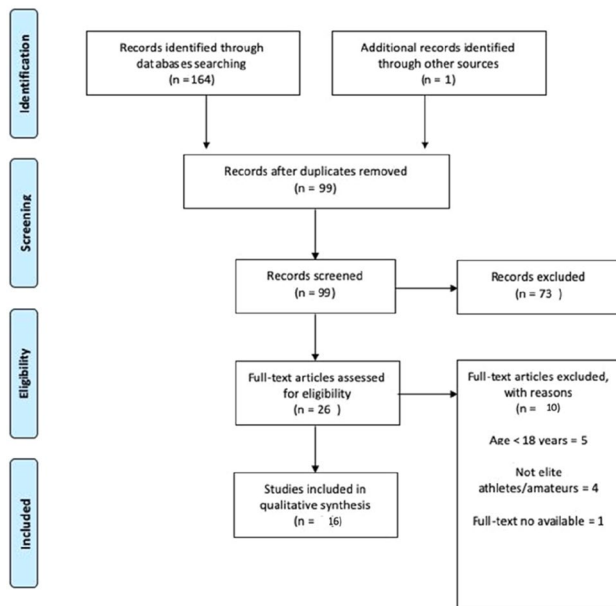 Identification
Records identified through
databases searching
(n = 164)
Additional records identified
through other sources
(n = 1)
Screening
Records after duplicates removed
(n = 99)
Records screened
(n = 99)
Records excluded
(n = 73 )
Eligibility
Full-text articles assessed
for eligibility
(n = 26 )
Full-text articles excluded,
with reasons
(n = 10)
Age < 18 years = 5
Not elite
athletes/amateurs = 4
Full-text no available = 1
Included
Studies included in
qualitative synthesis
(n = 16)